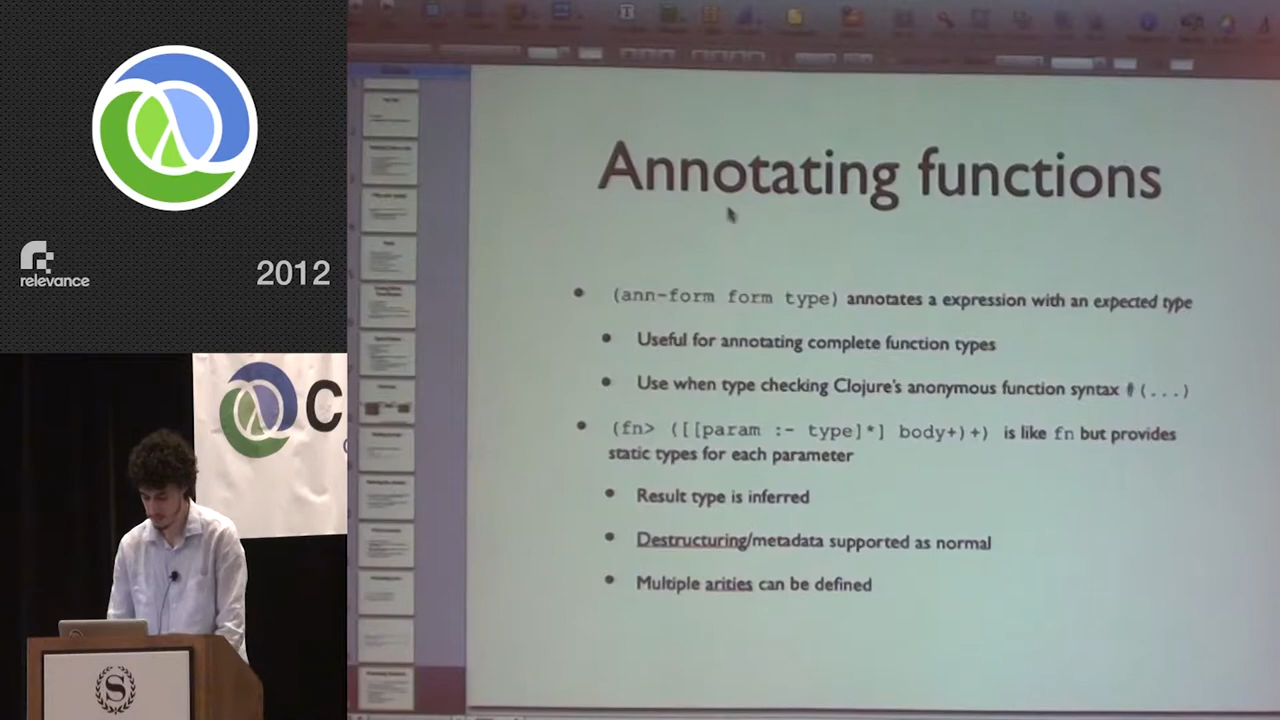 relevance
2012
C
S
Annotating functions
(ann-form form type) annotates a expression with an expected type
Useful for annotating complete function types
Use when type checking Clojure's anonymous function syntax #(...)
(fn> ([[param :- type]*] body+)+) is like fn but provides
static types for each parameter
Result type is inferred
Destructuring/metadata supported as normal
Multiple arities can be defined